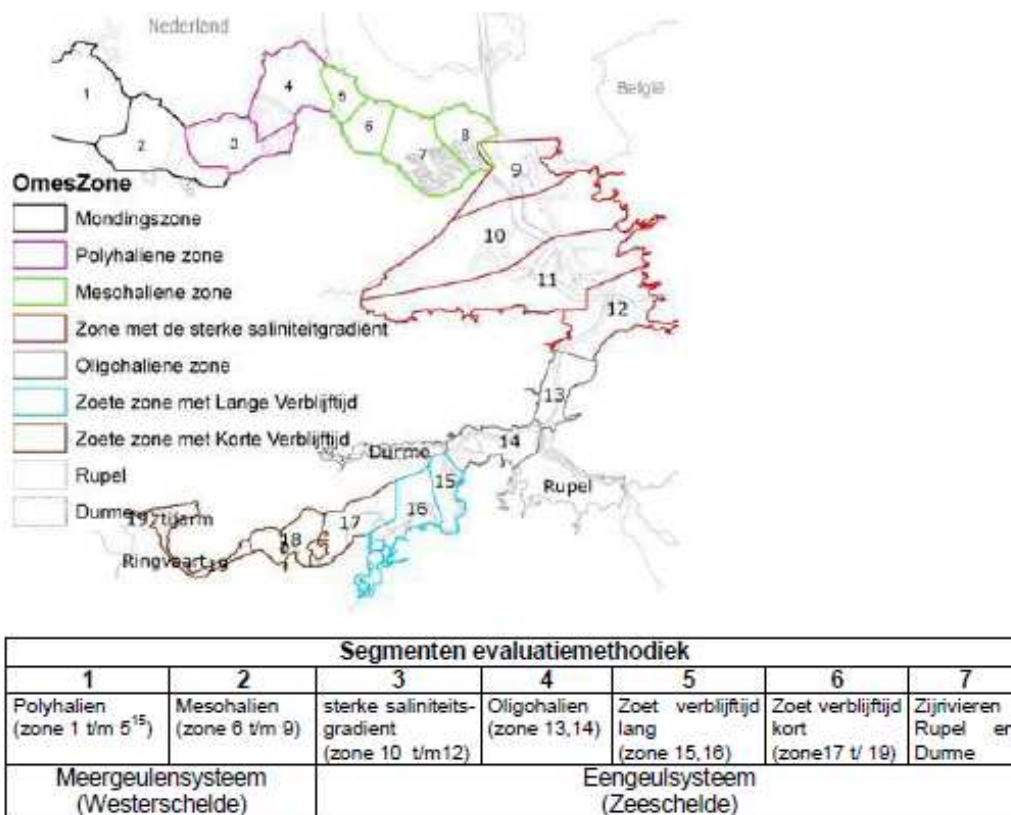 Nederland
België
1
2
3
4
5
6
7
8
9
10
11
12
13
14
15
16
17
18
Durme
Rupel
19/tijarm
Ringvaart
OmesZone
Mondingszone
Polyhaliene zone
Mesohaliene zone
Zone met de sterke saliniteitgradiënt
Oligohaliene zone
Zoete zone met Lange Verblijftijd
Zoete zone met Korte Verblijftijd
Rupel
Durme
Segmenten evaluatiemethodiek
1 2 3 4 5 6 7
Polyhalien
(zone 1 t/m 5¹⁵)
Mesohalien
(zone 6 t/m 9)
sterke saliniteits-
gradient
(zone 10 t/m12)
Oligohalien
(zone 13,14)
Zoet verblijftijd
lang
(zone 15,16)
Zoet verblijftijd
kort
(zone17 t/ 19)
Zijrivieren
Rupel en
Durme
Meergeulensysteem
(Westerschelde)
Eengeulsysteem
(Zeeschelde)